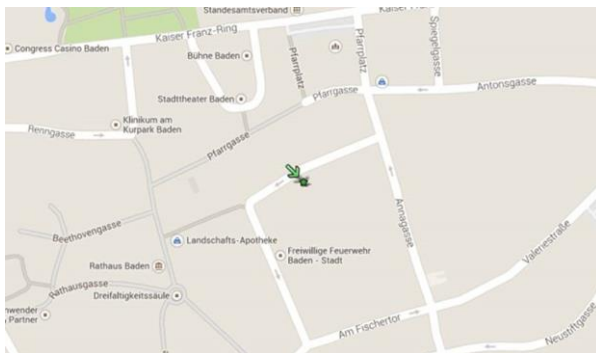 Standesamtsverband
Kaiser Franz-Ring
Congress Casino Baden
Bühne Baden
Pfarrplatz
Pfarrplatz
Spiegelgasse
Stadttheater Baden
Pfarrgasse
Antonsgasse
Klinikum am
Kurpark Baden
Renngasse
Pfarrgasse
Annagasse
Beethovengasse
Landschafts-Apotheke
Freiwillige Feuerwehr
Baden - Stadt
Valeriestraße
Rathaus Baden
Rathausgasse
Dreifaltigkeitssäule
nwender
Partner
Am Fischertor
Neustiftgasse